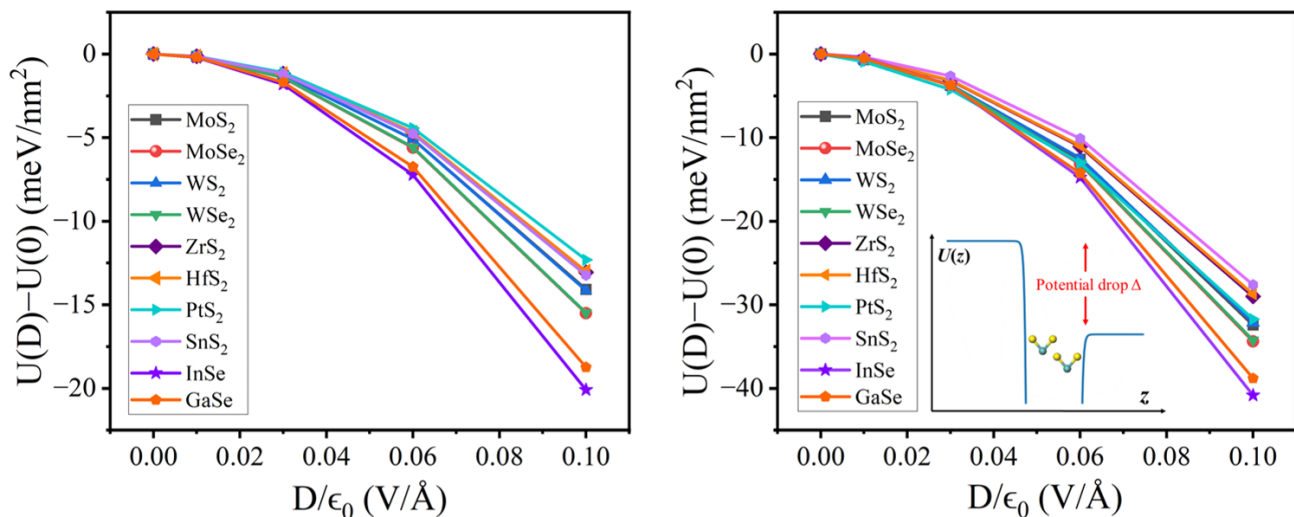 U(D)−U(0) (meV/nm²)
0
−5
−10
−15
−20
MoS₂
MoSe₂
WS₂
WSe₂
ZrS₂
HfS₂
PtS₂
SnS₂
InSe
GaSe
0.00 0.02 0.04 0.06 0.08 0.10
D/ϵ₀ (V/Å)
U(D)−U(0) (meV/nm²)
0
−10
−20
−30
−40
MoS₂
MoSe₂
WS₂
WSe₂
ZrS₂
HfS₂
PtS₂
SnS₂
InSe
GaSe
U(z)
Potential drop Δ
z
0.00 0.02 0.04 0.06 0.08 0.10
D/ϵ₀ (V/Å)